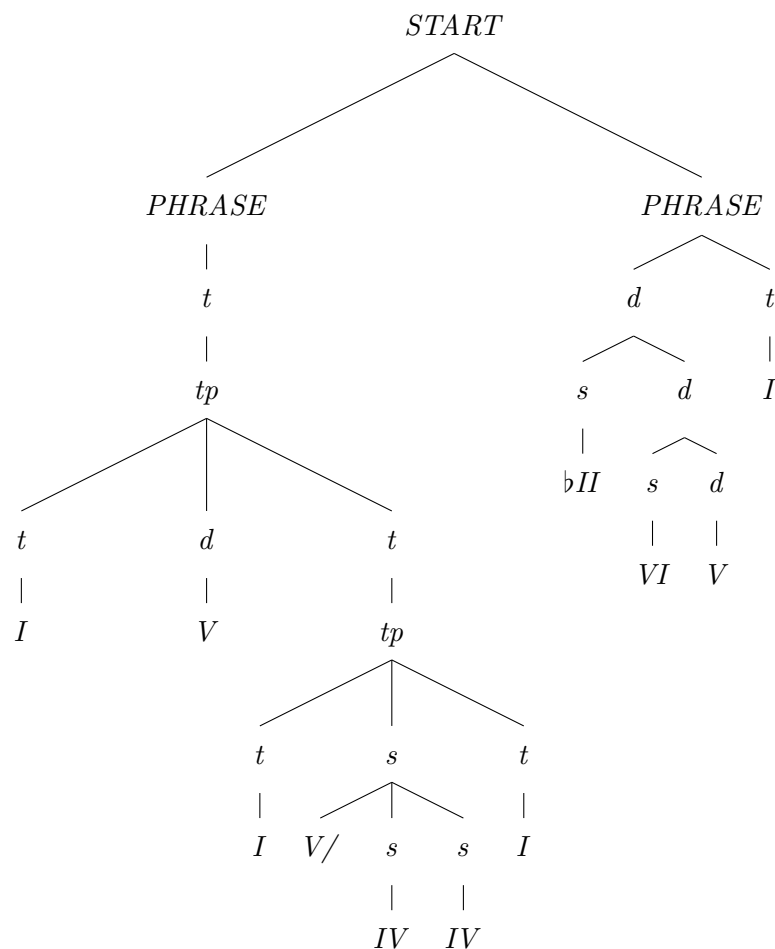 START
PHRASE PHRASE
t d t
tp s d I
♭II s d
t d t
VI V
I V tp
t s t
I V/ s s I
IV IV